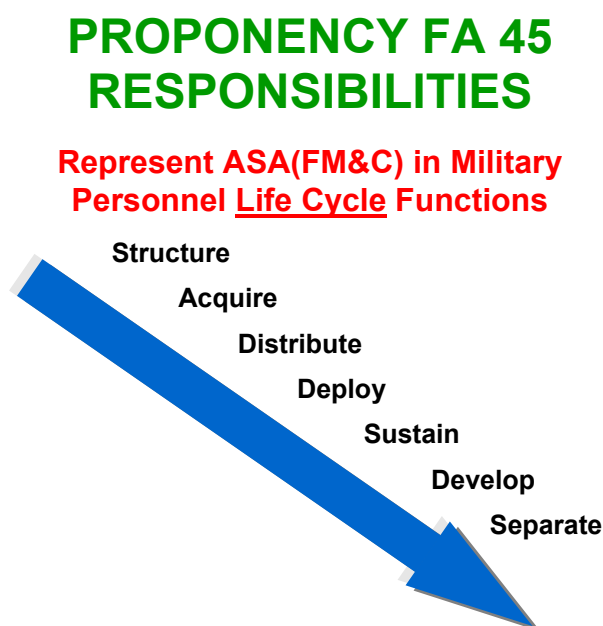 PROPONENCY FA 45
RESPONSIBILITIES
Represent ASA(FM&C) in Military
Personnel Life Cycle Functions
Structure
Acquire
Distribute
Deploy
Sustain
Develop
Separate